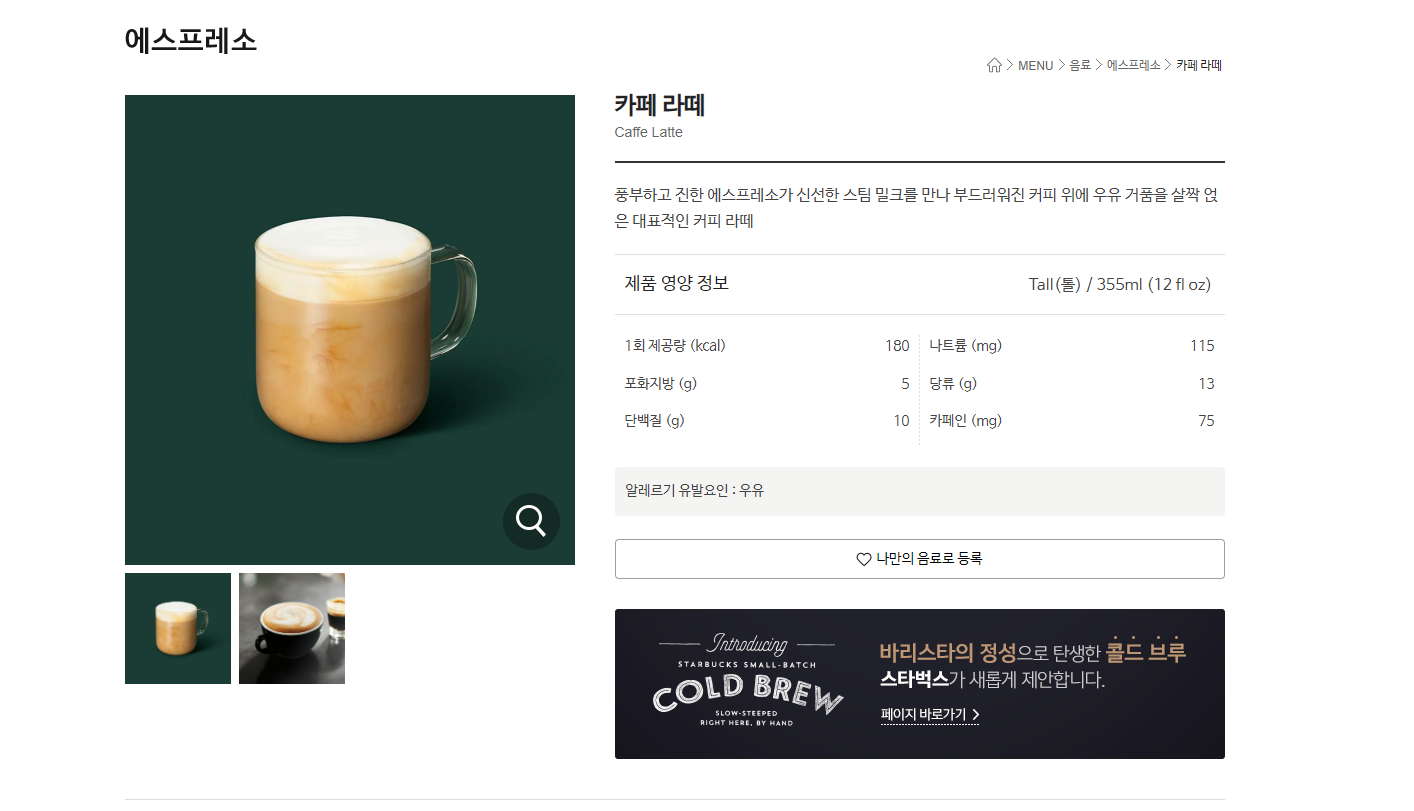 에스프레소
MENU 음료 에스프레소 카페 라떼
카페 라떼
Caffe Latte
풍부하고 진한 에스프레소가 신선한 스팀 밀크를 만나 부드러워진 커피 위에 우유 거품을 살짝 얹
은 대표적인 커피 라떼
제품 영양 정보 Tall(톨) / 355ml (12 fl oz)
1회 제공량 (kcal) 180 나트륨 (mg) 115
포화지방 (g) 5 당류 (g) 13
단백질 (g) 10 카페인 (mg) 75
알레르기 유발요인 : 우유
나만의 음료로 등록
Introducing
STARBUCKS SMALL-BATCH
COLD BREW
SLOW-STEEPED
RIGHT HERE, BY HAND
바리스타의 정성으로 탄생한 콜드 브루
스타벅스가 새롭게 제안합니다.
페이지 바로가기